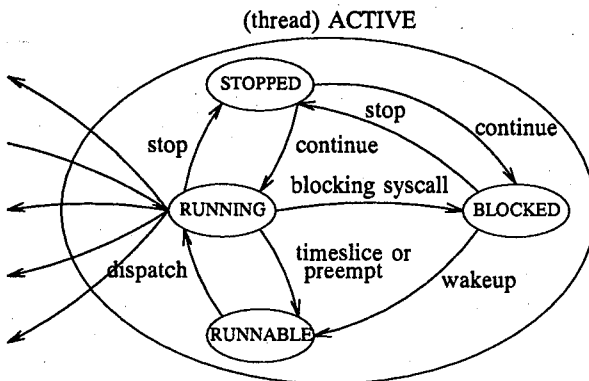 (thread) ACTIVE
STOPPED
stop
continue
stop
continue
RUNNING
blocking syscall
BLOCKED
dispatch
timeslice or
preempt
wakeup
RUNNABLE